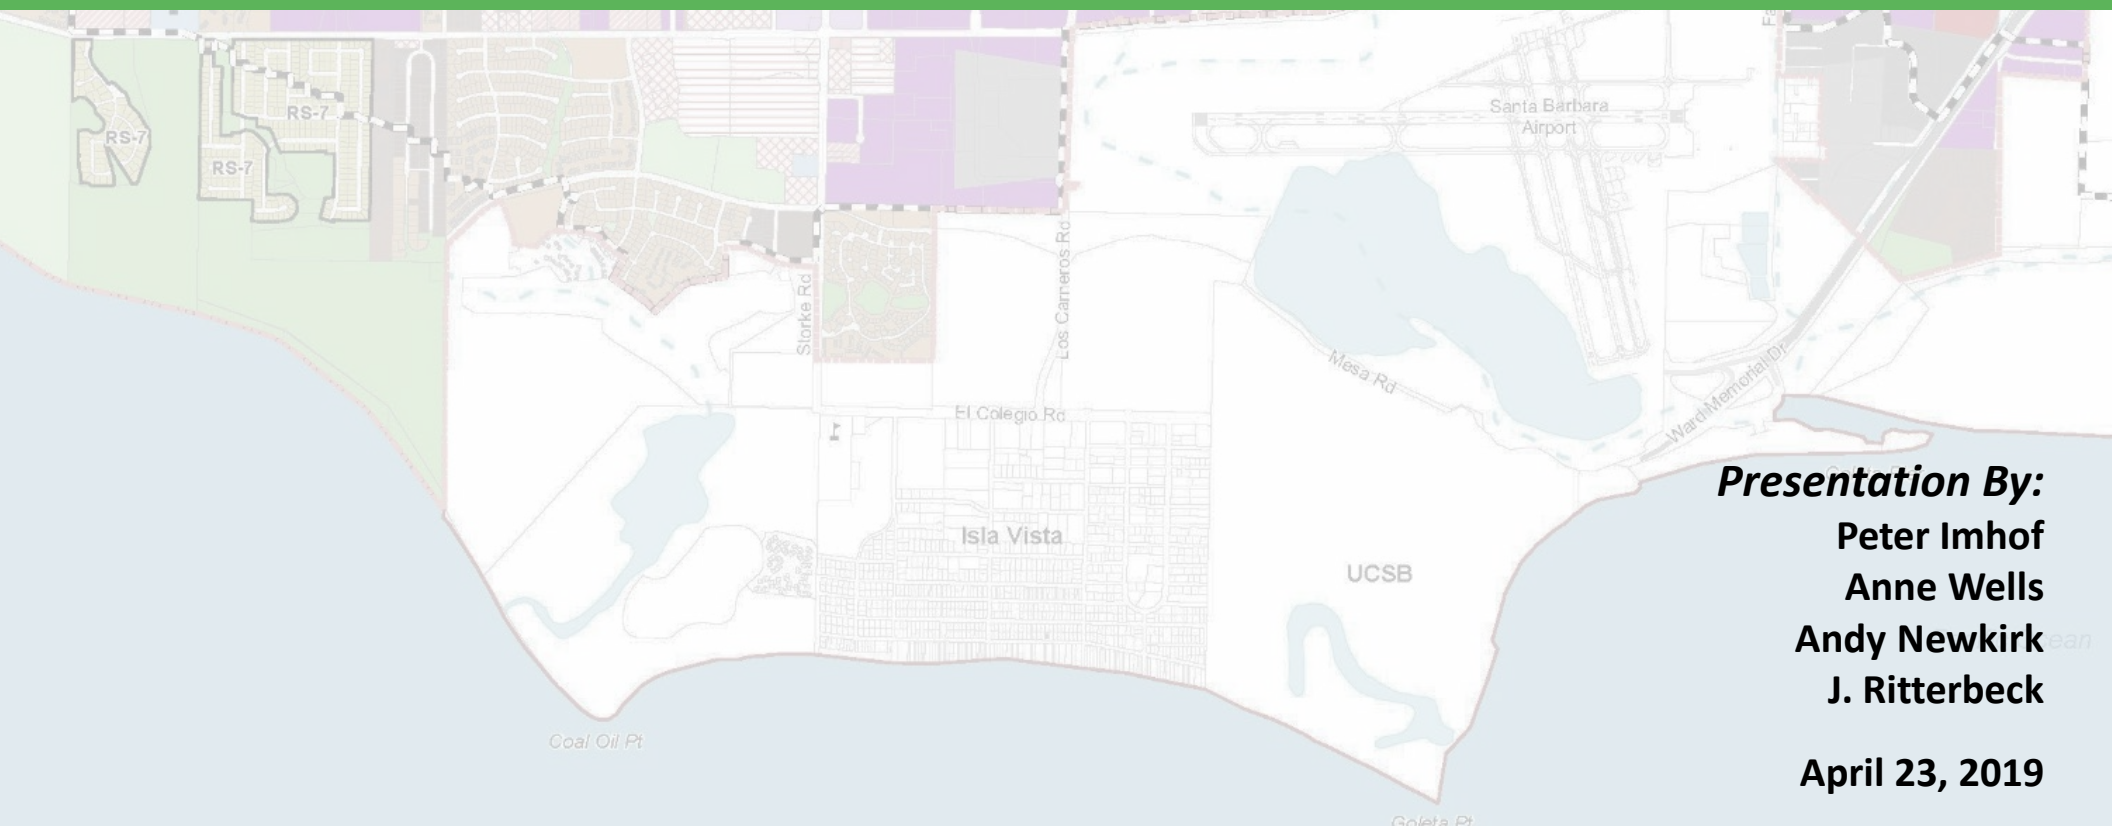 RS-7
RS-7
RS-7
Santa Barbara
Airport
Storke Rd
Los Carneros Rd
Mesa Rd
Ward Memorial Dr
El Colegio Rd
Isla Vista
UCSB
Coal Oil Pt
Goleta Pt
Presentation By:
Peter Imhof
Anne Wells
Andy Newkirk
J. Ritterbeck
April 23, 2019